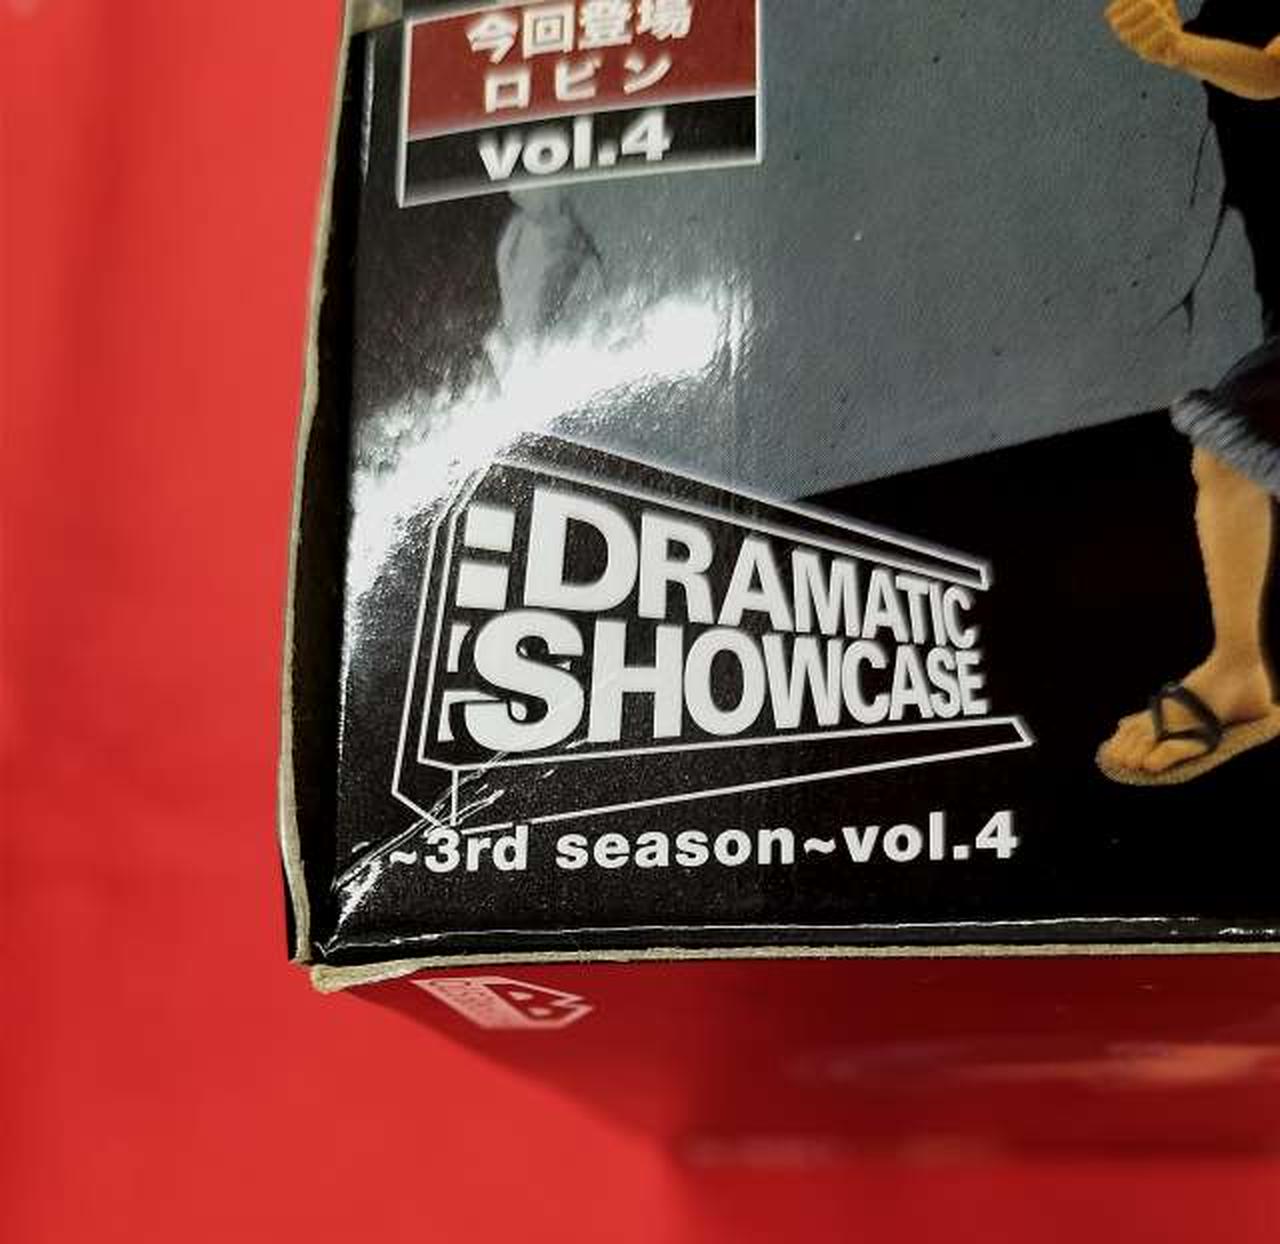 今回登場
ロビン
vol.4
DRAMATIC
SHOWCASE
~3rd season~vol.4